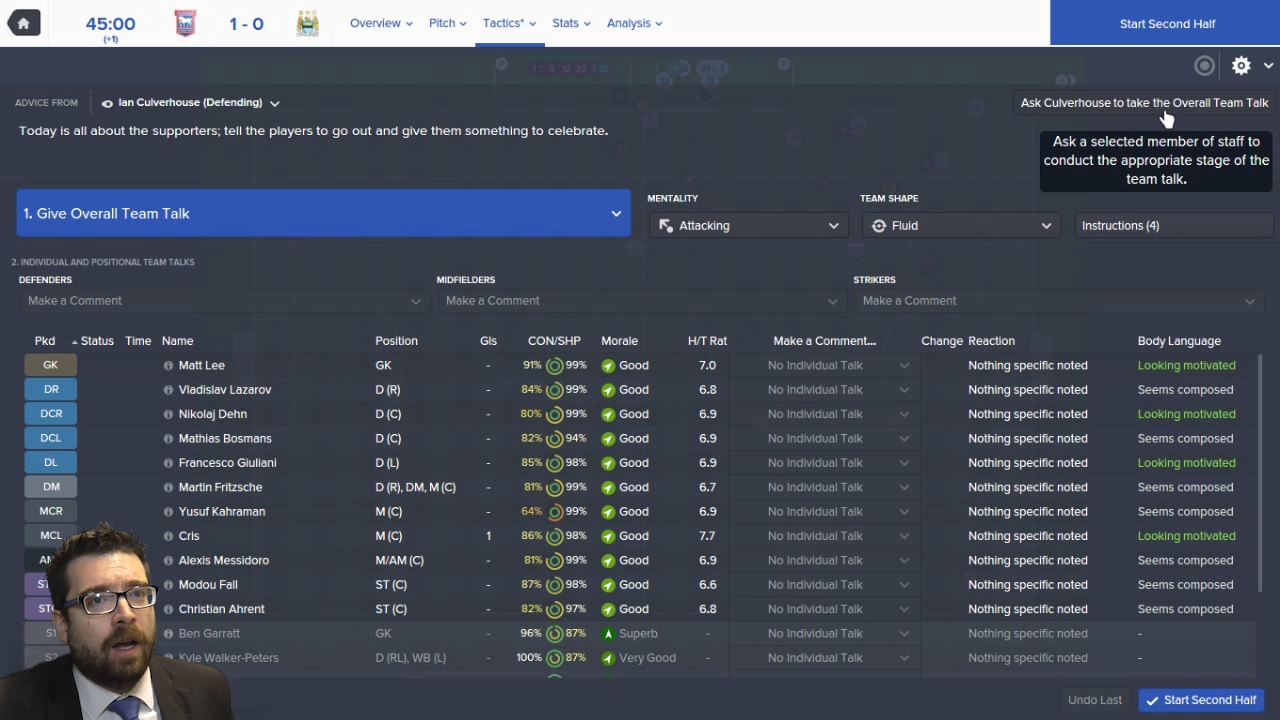 45:00
(+1)
1 - 0
Overview
Pitch
Tactics*
Stats
Analysis
Start Second Half
ADVICE FROM
Ian Culverhouse (Defending)
Ask Culverhouse to take the Overall Team Talk
Today is all about the supporters; tell the players to go out and give them something to celebrate.
Ask a selected member of staff to
conduct the appropriate stage of the
team talk.
1. Give Overall Team Talk
MENTALITY
Attacking
TEAM SHAPE
Fluid
Instructions (4)
2. INDIVIDUAL AND POSITIONAL TEAM TALKS
DEFENDERS
MIDFIELDERS
STRIKERS
Make a Comment
Make a Comment
Make a Comment
Pkd Status Time Name Position Gls CON/SHP Morale H/T Rat Make a Comment... Change Reaction Body Language
GK Matt Lee GK - 91% 99% Good 7.0 No Individual Talk Nothing specific noted Looking motivated
DR Vladislav Lazarov D (R) - 84% 99% Good 6.8 No Individual Talk Nothing specific noted Seems composed
DCR Nikolaj Dehn D (C) - 80% 99% Good 6.9 No Individual Talk Nothing specific noted Looking motivated
DCL Mathias Bosmans D (C) - 82% 94% Good 6.9 No Individual Talk Nothing specific noted Seems composed
DL Francesco Giuliani D (L) - 85% 98% Good 6.9 No Individual Talk Nothing specific noted Looking motivated
DM Martin Fritzsche D (R), DM, M (C) - 81% 99% Good 6.7 No Individual Talk Nothing specific noted Seems composed
MCR Yusuf Kahraman M (C) - 64% 99% Good 6.9 No Individual Talk Nothing specific noted Seems composed
MCL Cris M (C) 1 86% 98% Good 7.7 No Individual Talk Nothing specific noted Looking motivated
Alexis Messidoro M/AM (C) - 81% 99% Good 6.9 No Individual Talk Nothing specific noted Seems composed
Modou Fall ST (C) - 87% 98% Good 6.6 No Individual Talk Nothing specific noted Seems composed
Christian Ahrent ST (C) - 82% 97% Good 6.8 No Individual Talk Nothing specific noted Seems composed
S1 Ben Garratt GK 96% 87% Superb - No Individual Talk Nothing specific noted -
S2 Kyle Walker-Peters D (RL), WB (L) 100% 87% Very Good - No Individual Talk Nothing specific noted -
Undo Last
Start Second Half